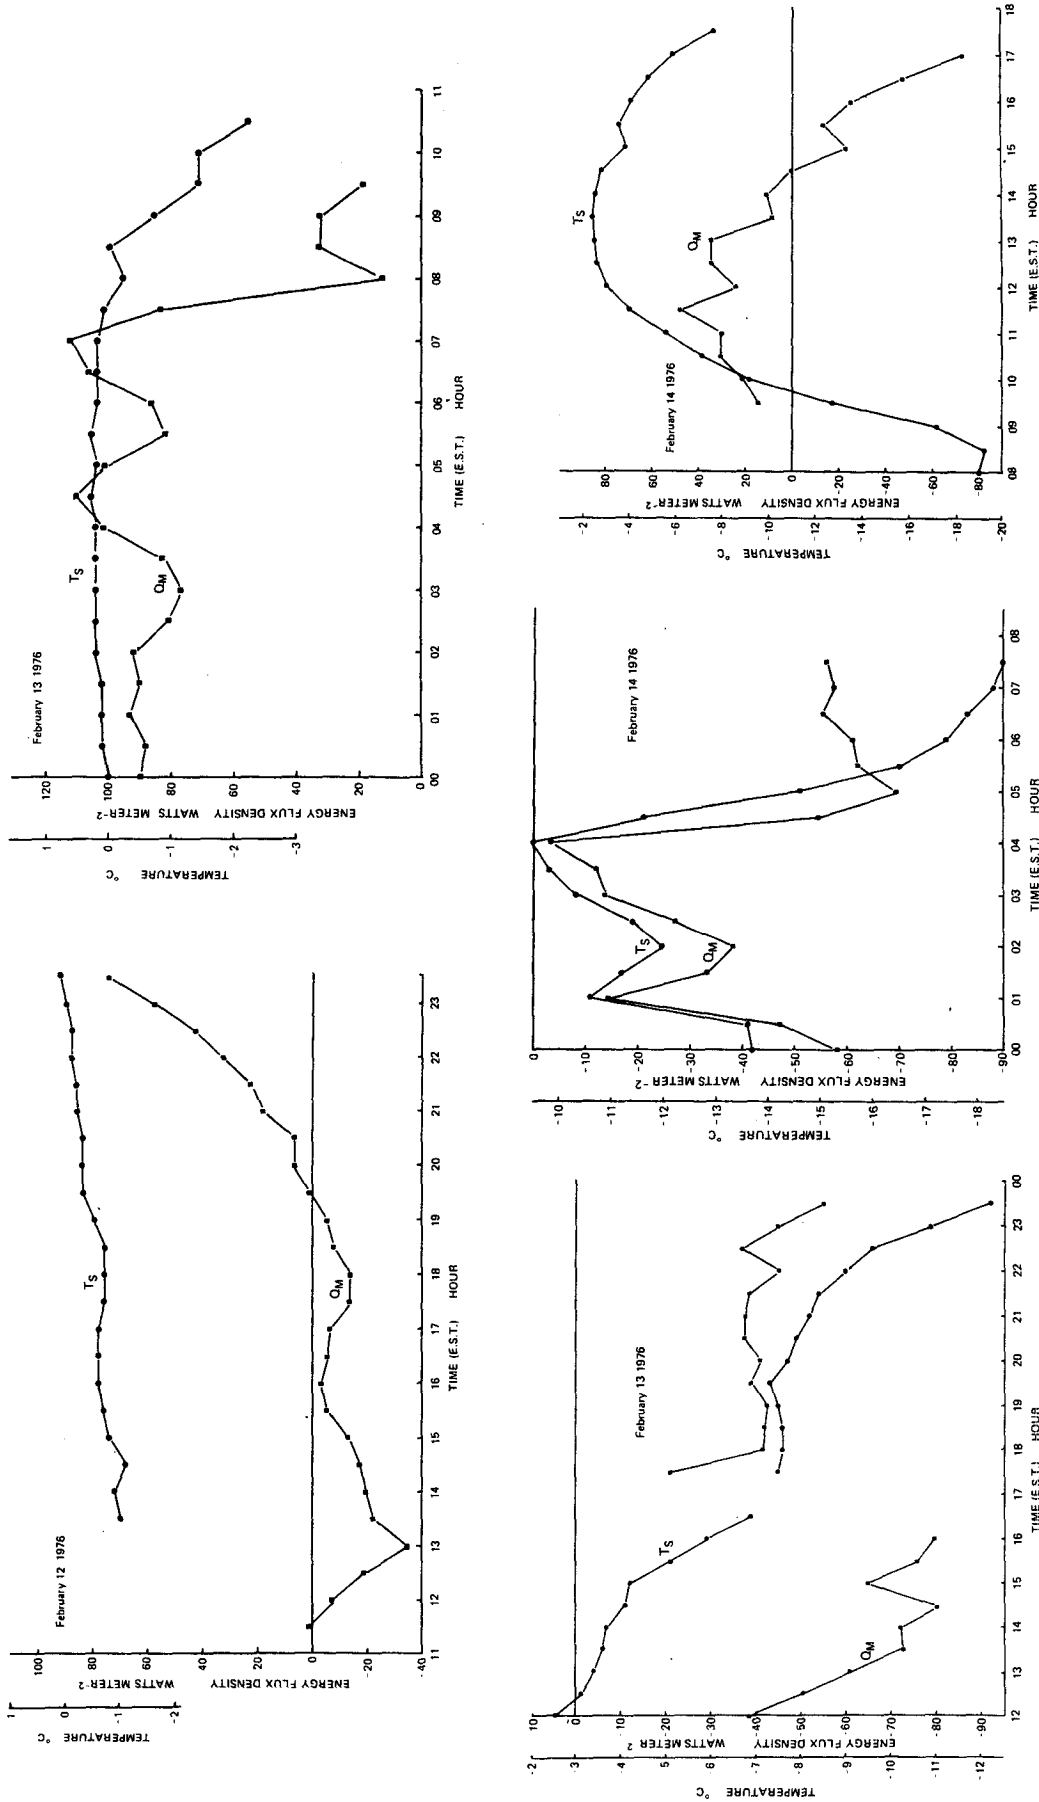 February 12 1976
TS
QM
100
80
60
40
20
0
-20
-40
ENERGY FLUX DENSITY WATTS METER-2
1
0
-1
-2
TEMPERATURE °C
11 12 13 14 15 16 17 18 19 20 21 22 23
TIME (E.S.T.) HOUR
February 13 1976
TS
QM
120
100
80
60
40
20
0
ENERGY FLUX DENSITY WATTS METER-2
1
0
-1
-2
-3
TEMPERATURE °C
00 01 02 03 04 05 06 07 08 09 10 11
TIME (E.S.T.) HOUR
February 13 1976
TS
QM
10
0
-10
-20
-30
-40
-50
-60
-70
-80
-90
ENERGY FLUX DENSITY WATTS METER 2
-2
-3
-4
-5
-6
-7
-8
-9
-10
-11
-12
TEMPERATURE °C
12 13 14 15 16 17 18 19 20 21 22 23 00
TIME (E.S.T.) HOUR
February 14 1976
TS
QM
0
-10
-20
-30
-40
-50
-60
-70
-80
-90
ENERGY FLUX DENSITY WATTS METER-2
-10
-11
-12
-13
-14
-15
-16
-17
-18
TEMPERATURE °C
00 01 02 03 04 05 06 07 08
TIME (E.S.T.) HOUR
February 14 1976
TS
QM
80
60
40
20
0
-20
-40
-60
-80
ENERGY FLUX DENSITY WATTS METER-2
-2
-4
-6
-8
-10
-12
-14
-16
-18
-20
TEMPERATURE °C
08 09 10 11 12 13 14 15 16 17 18
TIME (E.S.T.) HOUR